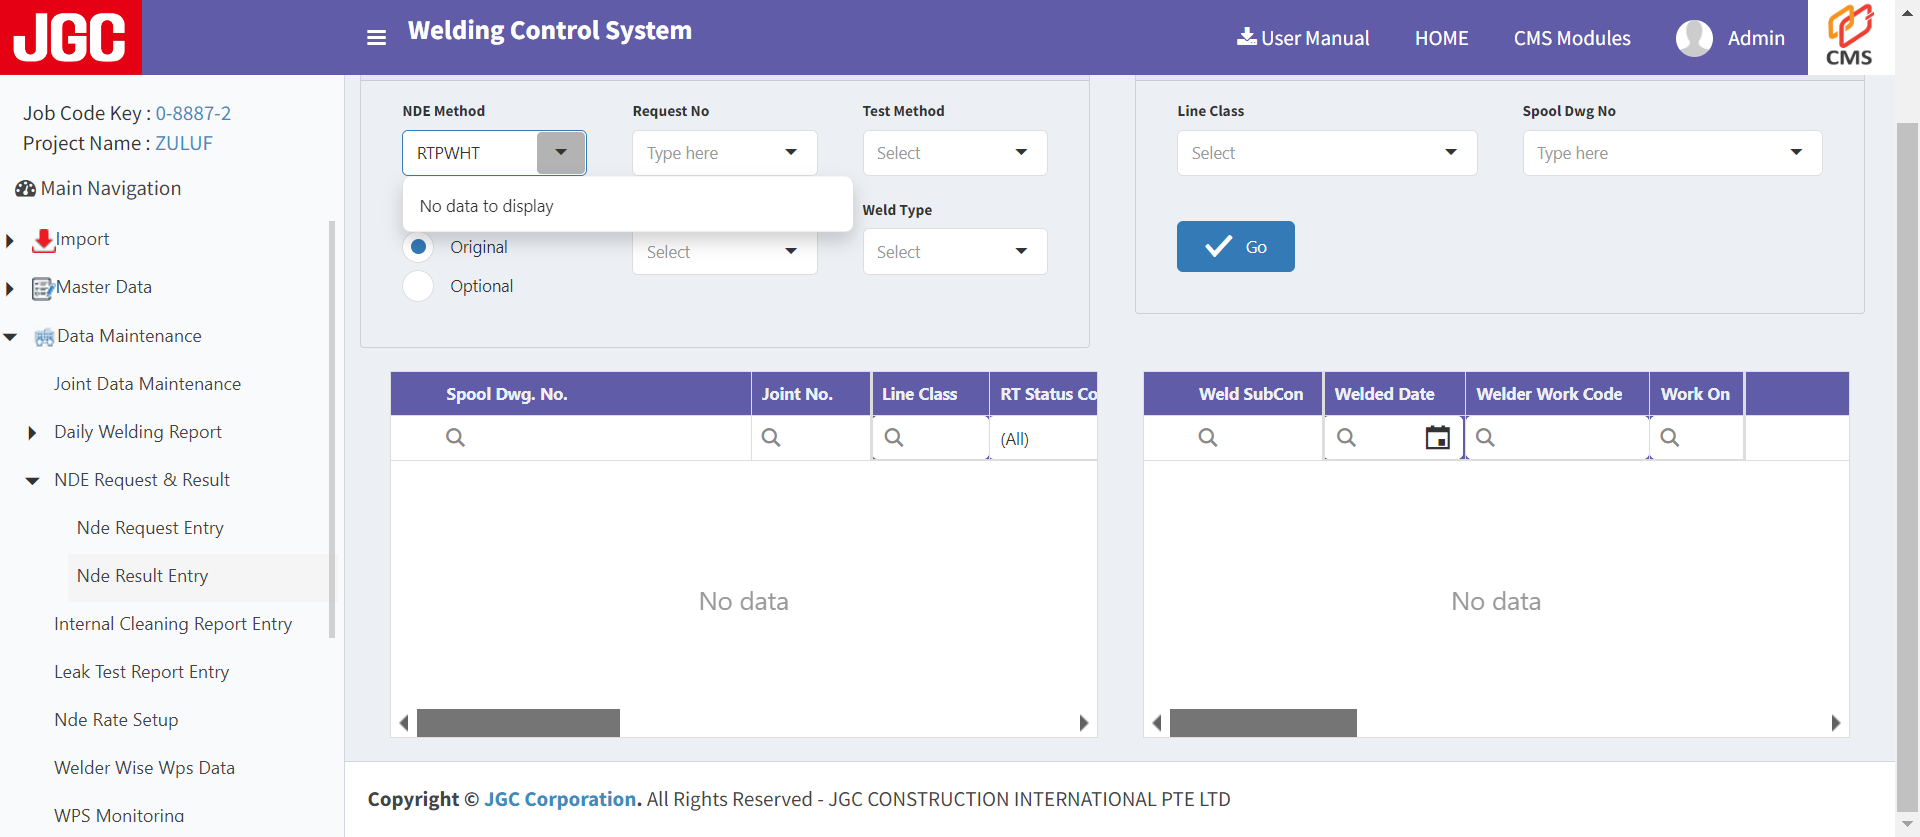 JGC
Welding Control System
User Manual
HOME
CMS Modules
Admin
CMS
Job Code Key : 0-8887-2
Project Name : ZULUF
Main Navigation
Import
Master Data
Data Maintenance
Joint Data Maintenance
Daily Welding Report
NDE Request & Result
Nde Request Entry
Nde Result Entry
Internal Cleaning Report Entry
Leak Test Report Entry
Nde Rate Setup
Welder Wise Wps Data
WPS Monitoring
NDE Method
Request No
Test Method
RTPWHT
Type here
Select
No data to display
Weld Type
Original
Select
Select
Optional
Line Class
Spool Dwg No
Select
Type here
Go
Spool Dwg. No.
Joint No.
Line Class
RT Status Co
(All)
No data
Weld SubCon
Welded Date
Welder Work Code
Work On
No data
Copyright © JGC Corporation. All Rights Reserved - JGC CONSTRUCTION INTERNATIONAL PTE LTD